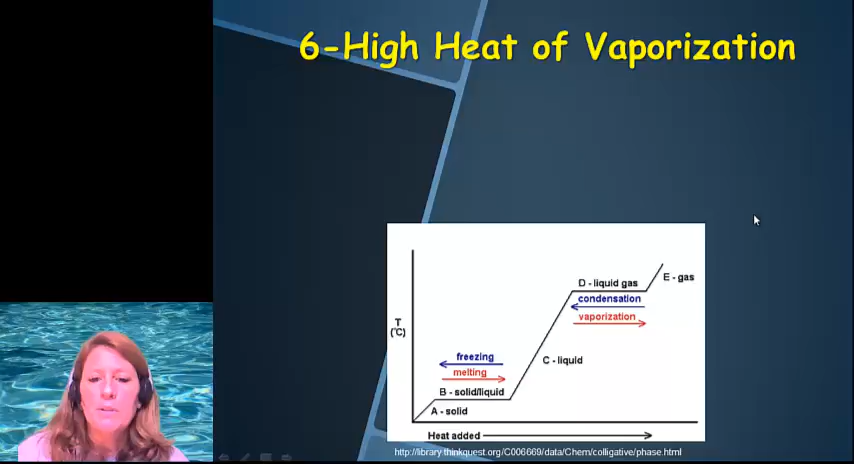 6-High Heat of Vaporization
E - gas
D - liquid gas
condensation
vaporization
T
(°C)
freezing
melting
C - liquid
B - solid/liquid
A - solid
Heat added
http://library.thinkquest.org/C006669/data/Chem/colligative/phase.html